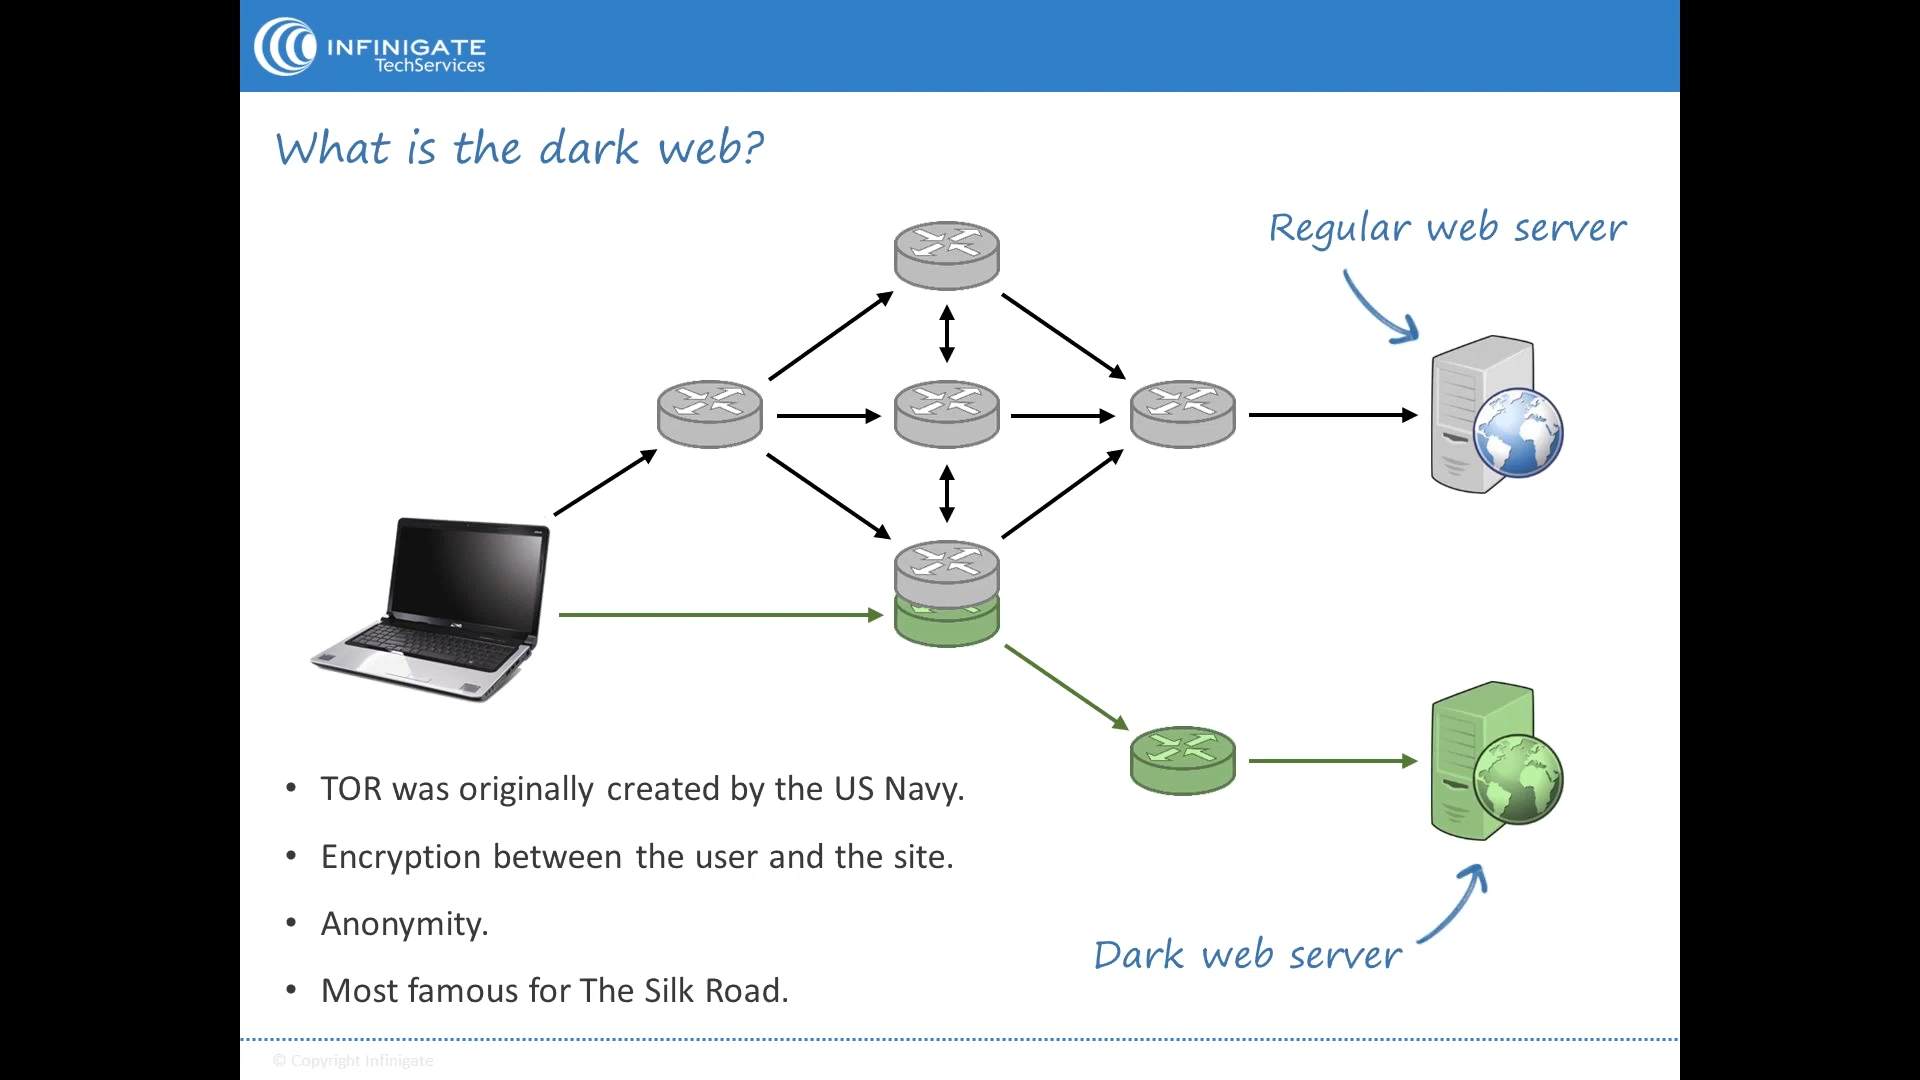 INFINIGATE
TechServices
What is the dark web?
Regular web server
• TOR was originally created by the US Navy.
• Encryption between the user and the site.
• Anonymity.
• Most famous for The Silk Road.
Dark web server
© Copyright Infinigate